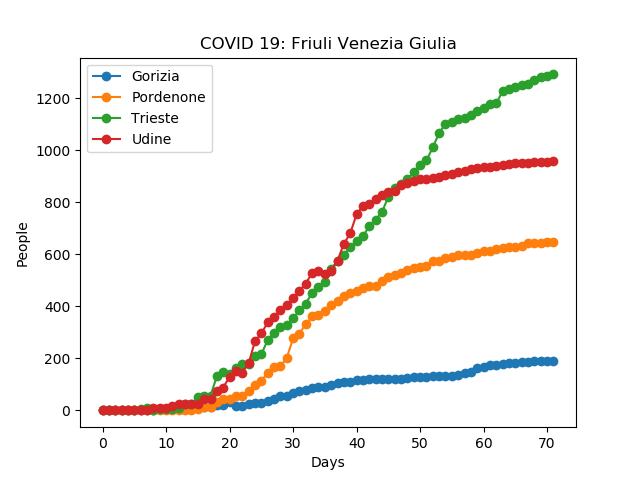 COVID 19: Friuli Venezia Giulia
Gorizia
Pordenone
Trieste
Udine
1200
1000
800
600
400
200
0
People
0 10 20 30 40 50 60 70
Days